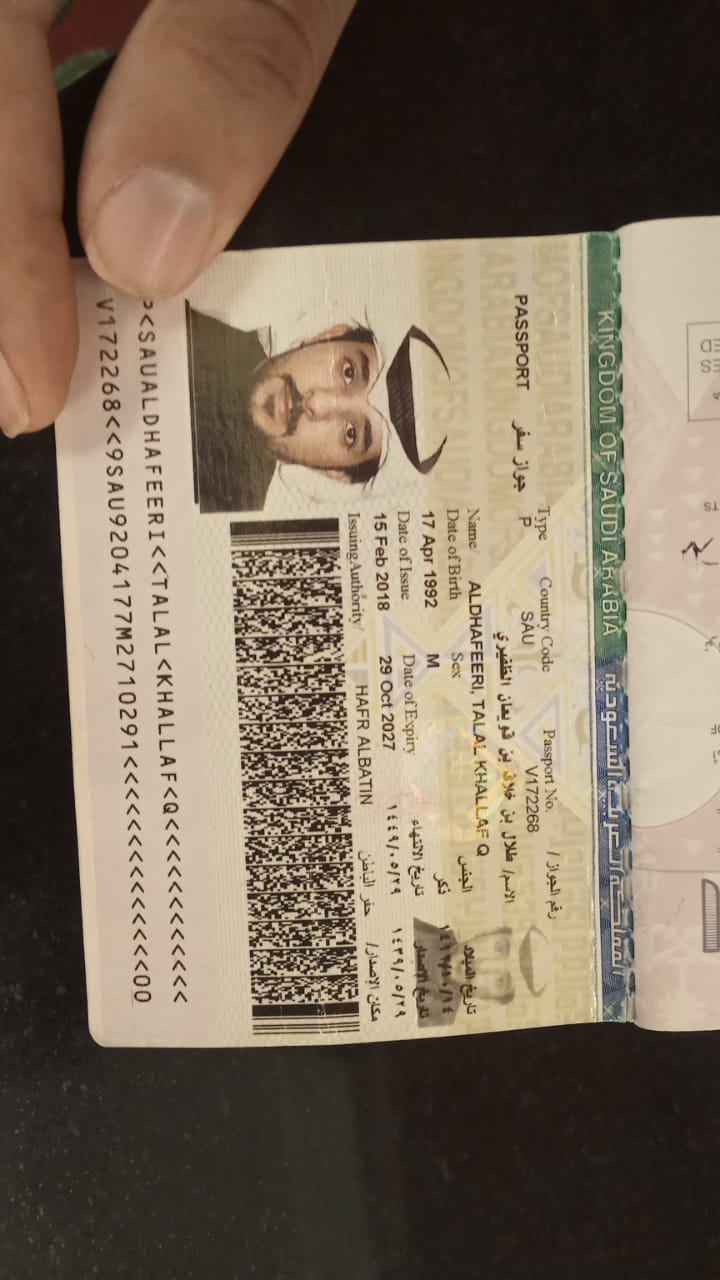 KINGDOM OF SAUDI ARABIA المملكة العربية السعودية
PASSPORT جواز سفر
Type Country Code Passport No. / رقم الجواز
P SAU V172268
الاسم/ طلال بن خلاف بن قويعان الظفيري
Name/ ALDHAFEERI, TALAL KHALLAF Q
Date of Birth Sex الجنس تاريخ الميلاد
17 Apr 1992 M ذكر
Date of Issue Date of Expiry تاريخ الانتهاء تاريخ الاصدار
15 Feb 2018 29 Oct 2027 ١٤٤٩/٠٥/٢٩ ١٤٣٩/٠٥/٢٩
Issuing Authority/ HAFR ALBATIN حفر الباطن مكان الاصدار/
<SAUALDHAFEERI<<TALAL<KHALLAF<Q<<<<<<<<<<<<<
V172268<<9SAU9204177M2710291<<<<<<<<<<<<<<00